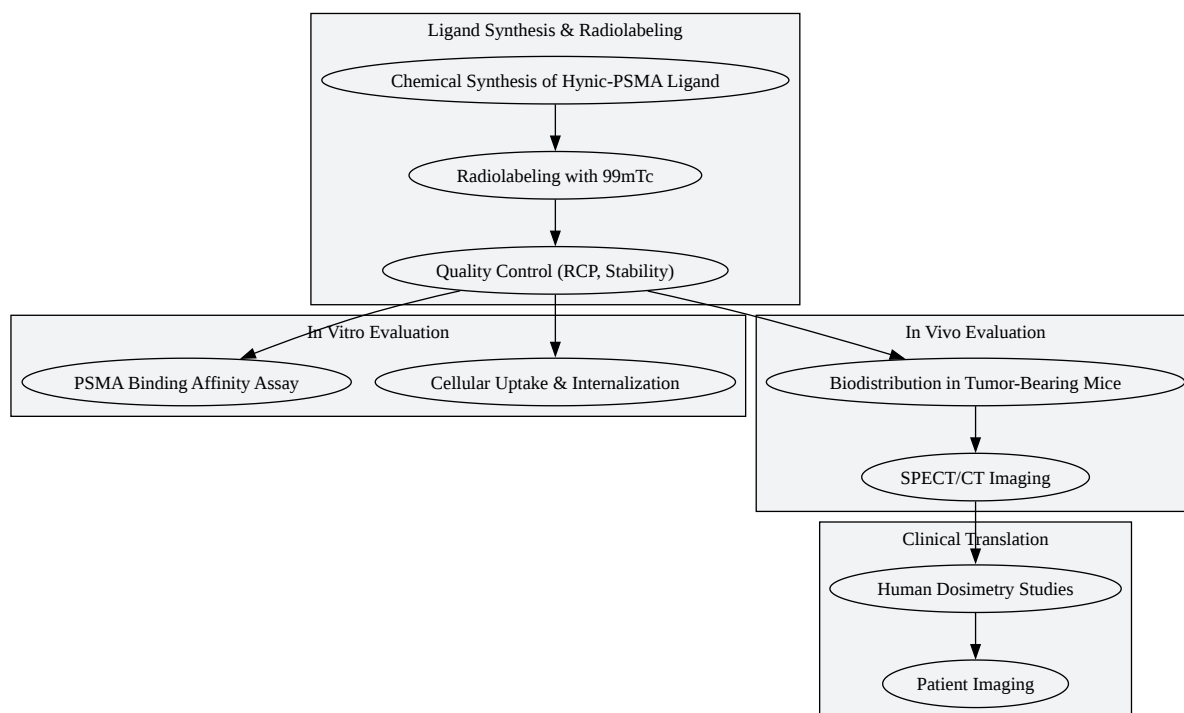 Ligand Synthesis & Radiolabeling
Chemical Synthesis of Hynic-PSMA Ligand
Radiolabeling with 99mTc
Quality Control (RCP, Stability)
In Vitro Evaluation
PSMA Binding Affinity Assay
Cellular Uptake & Internalization
In Vivo Evaluation
Biodistribution in Tumor-Bearing Mice
SPECT/CT Imaging
Clinical Translation
Human Dosimetry Studies
Patient Imaging